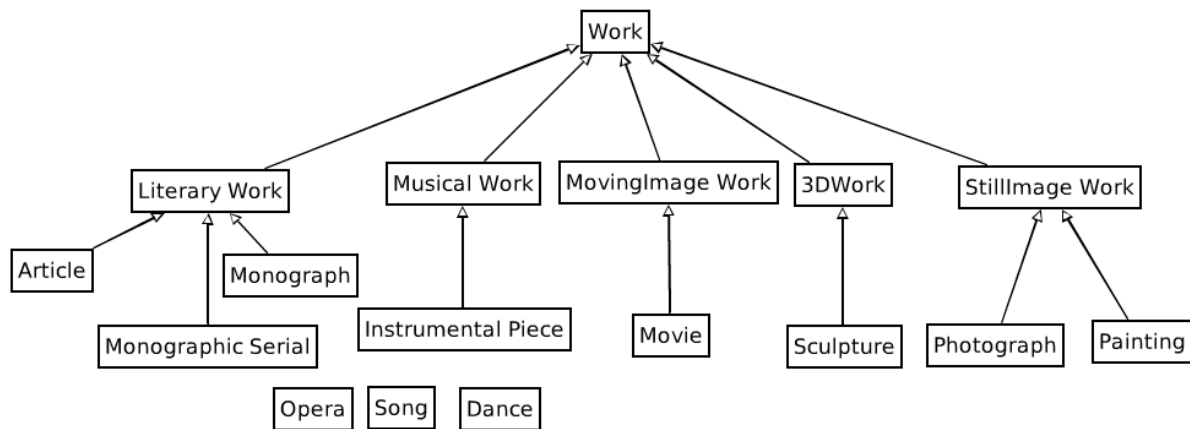 Work
Literary Work
Musical Work
MovingImage Work
3DWork
StillImage Work
Article
Monograph
Monographic Serial
Instrumental Piece
Movie
Sculpture
Photograph
Painting
Opera
Song
Dance